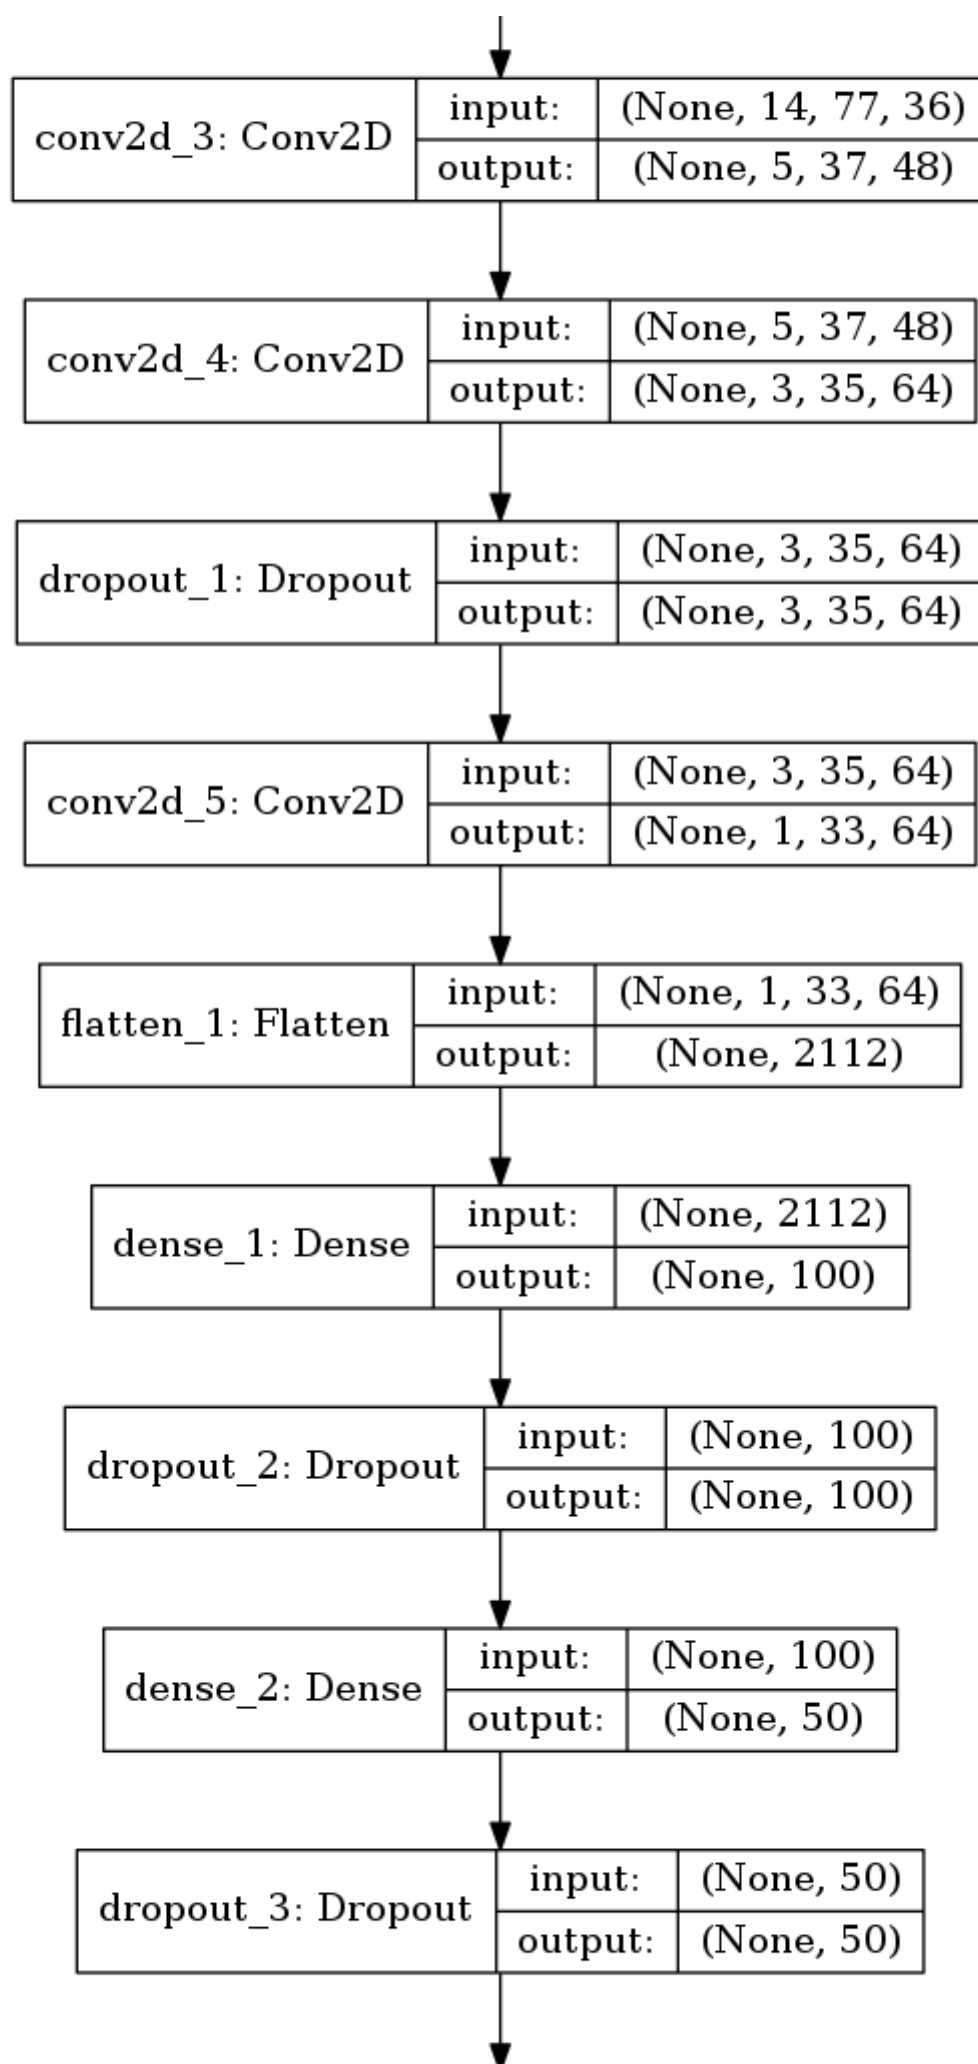 conv2d_3: Conv2D
input: (None, 14, 77, 36)
output: (None, 5, 37, 48)
conv2d_4: Conv2D
input: (None, 5, 37, 48)
output: (None, 3, 35, 64)
dropout_1: Dropout
input: (None, 3, 35, 64)
output: (None, 3, 35, 64)
conv2d_5: Conv2D
input: (None, 3, 35, 64)
output: (None, 1, 33, 64)
flatten_1: Flatten
input: (None, 1, 33, 64)
output: (None, 2112)
dense_1: Dense
input: (None, 2112)
output: (None, 100)
dropout_2: Dropout
input: (None, 100)
output: (None, 100)
dense_2: Dense
input: (None, 100)
output: (None, 50)
dropout_3: Dropout
input: (None, 50)
output: (None, 50)